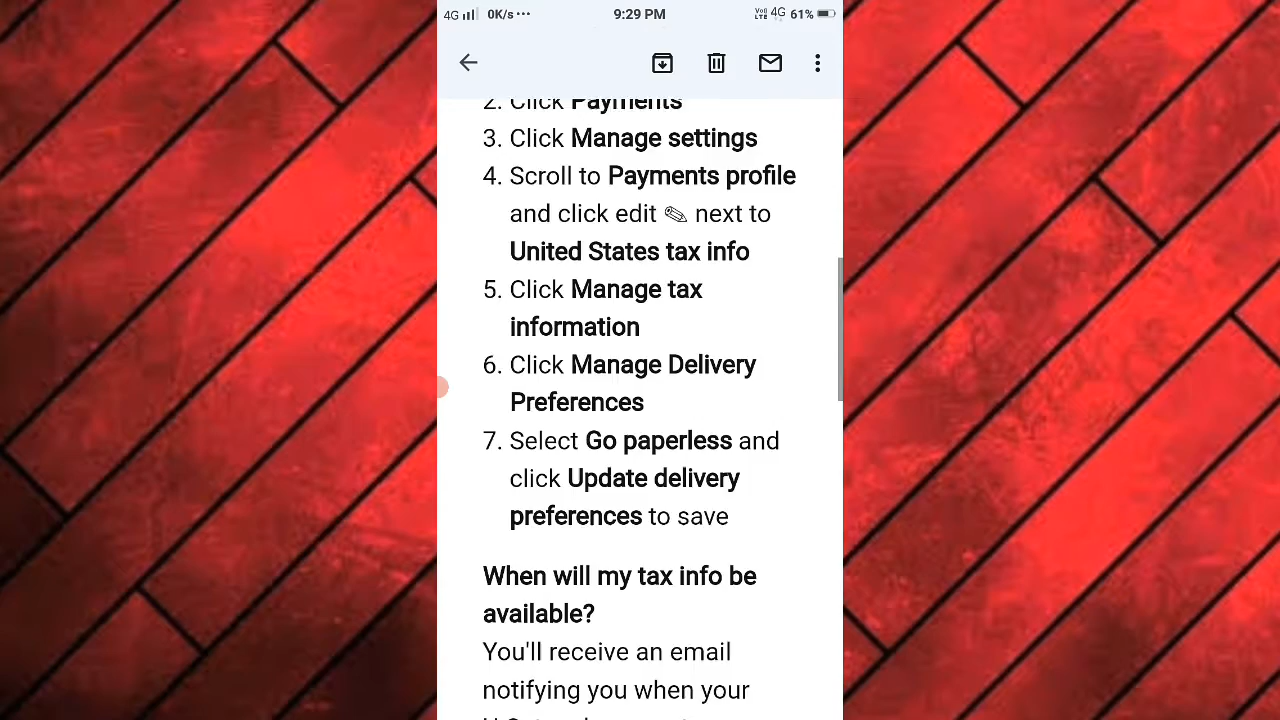 4G 0K/s ••• 9:29 PM VoD LTE 4G 61%
2. Click Payments
3. Click Manage settings
4. Scroll to Payments profile
and click edit ✎ next to
United States tax info
5. Click Manage tax
information
6. Click Manage Delivery
Preferences
7. Select Go paperless and
click Update delivery
preferences to save
When will my tax info be
available?
You'll receive an email
notifying you when your